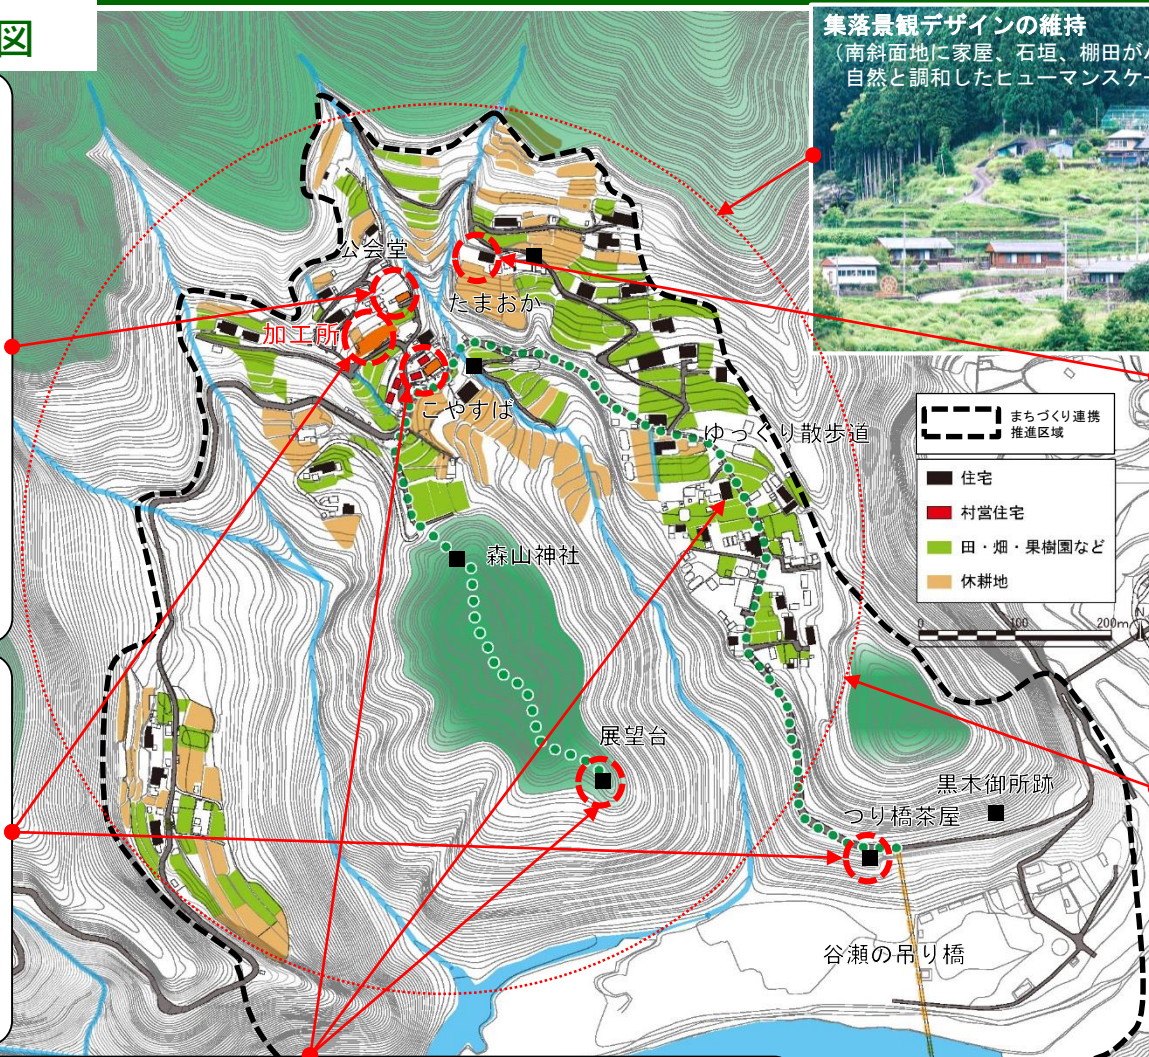 図
集落景観デザインの維持
（南斜面地に家屋、石垣、棚田が
自然と調和したヒューマンスケー
公会堂
たまおか
加工所
こやすば
ゆっくり散歩道
まちづくり連携
推進区域
住宅
村営住宅
田・畑・果樹園など
休耕地
0 100 200m
N
森山神社
展望台
黒木御所跡
つり橋茶屋
谷瀬の吊り橋